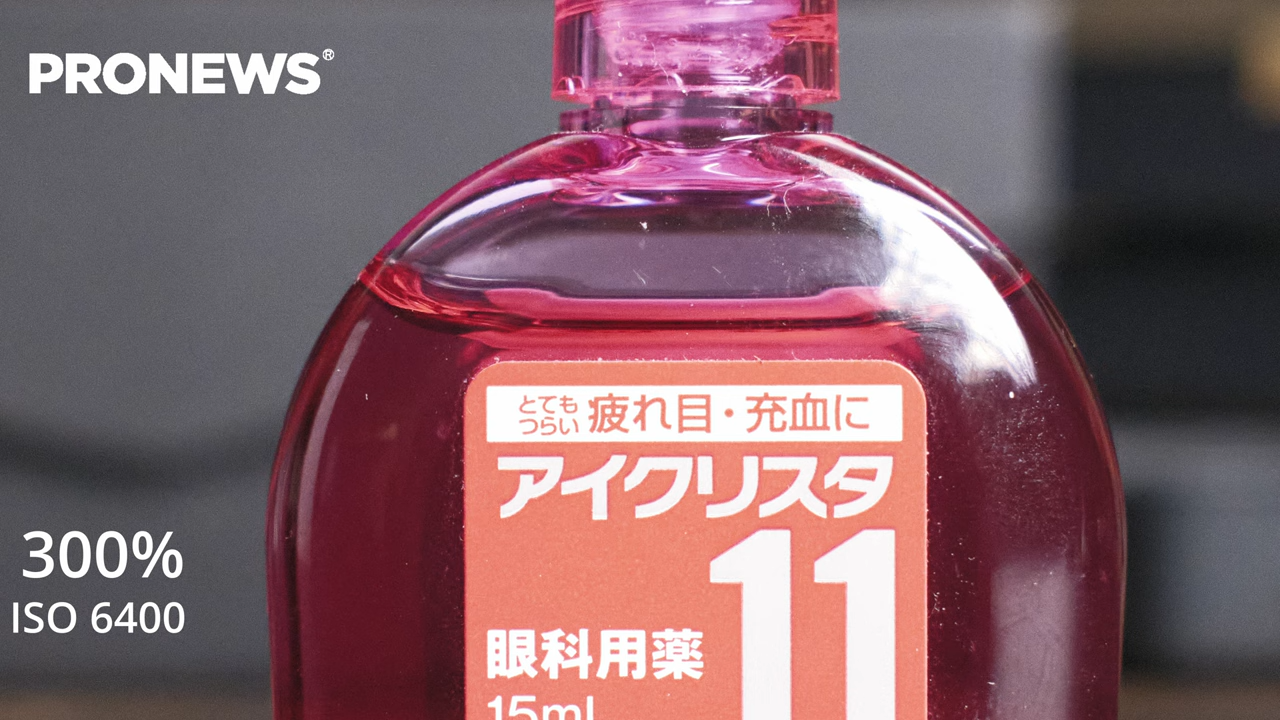 PRONEWS®
とても
つらい
疲れ目・充血に
アイクリスタ
11
眼科用薬
15ml
300%
ISO 6400